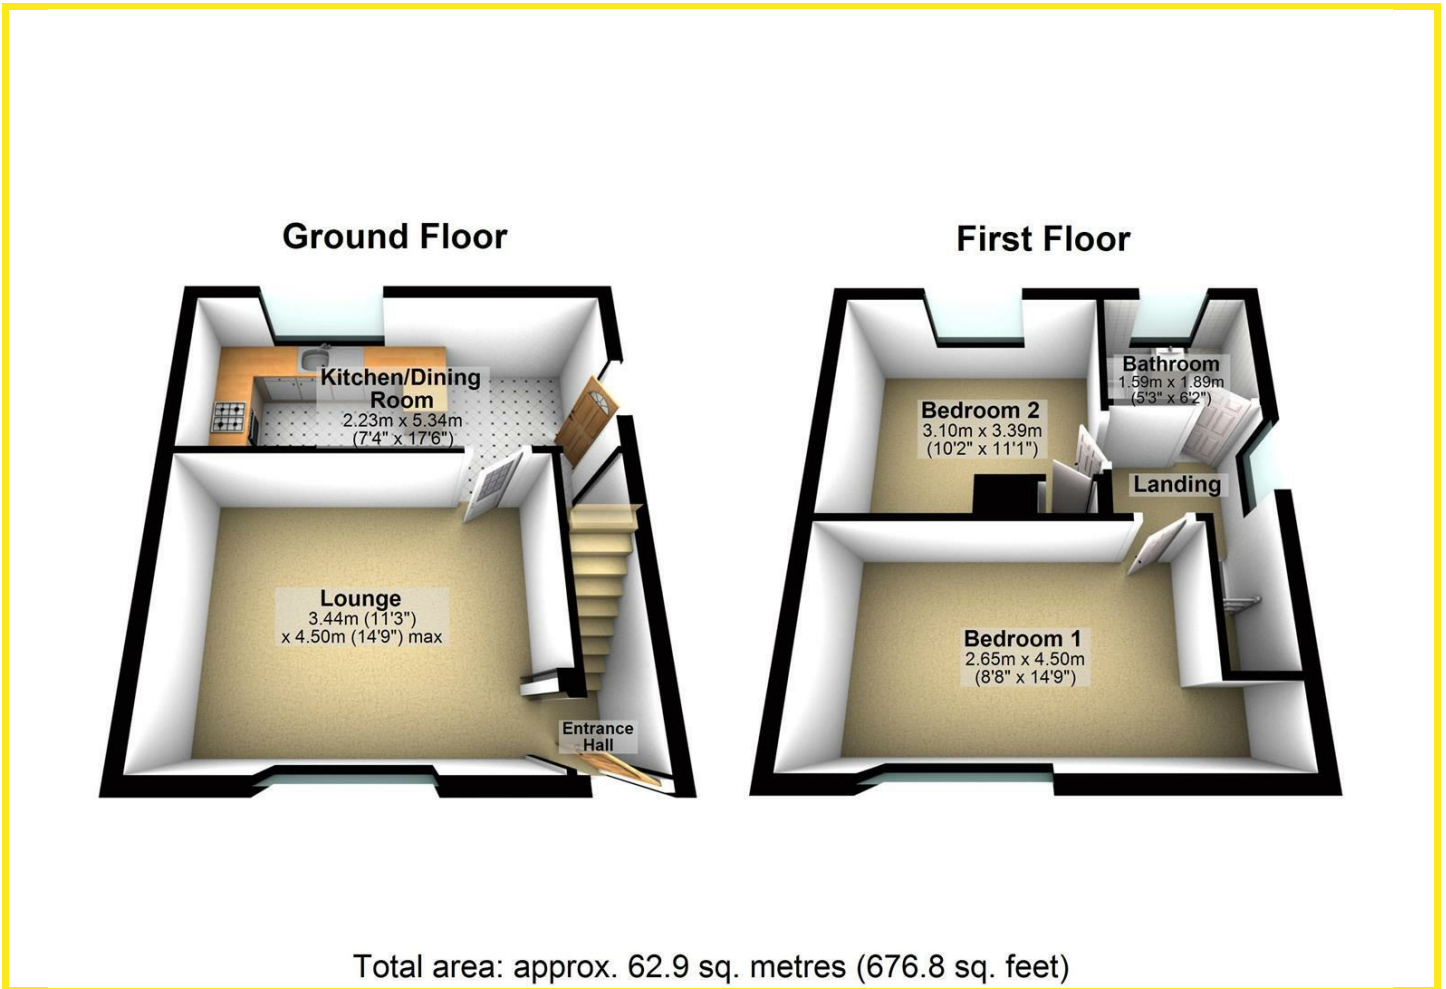 Ground Floor
First Floor
Kitchen/Dining
Room
2.23m x 5.34m
(7'4" x 17'6")
Lounge
3.44m (11'3")
x 4.50m (14'9") max
Entrance
Hall
Bedroom 2
3.10m x 3.39m
(10'2" x 11'1")
Bathroom
1.59m x 1.89m
(5'3" x 6'2")
Landing
Bedroom 1
2.65m x 4.50m
(8'8" x 14'9")
Total area: approx. 62.9 sq. metres (676.8 sq. feet)